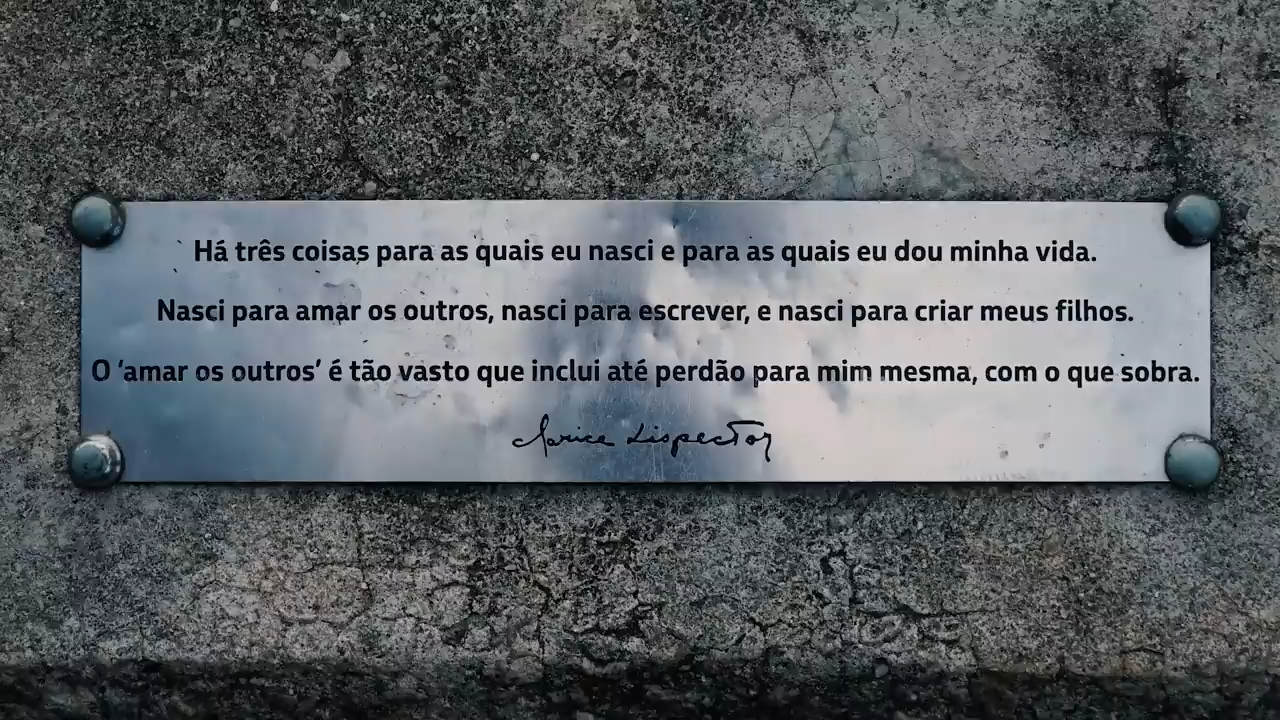 Há três coisas para as quais eu nasci e para as quais eu dou minha vida.
Nasci para amar os outros, nasci para escrever, e nasci para criar meus filhos.
O ‘amar os outros’ é tão vasto que inclui até perdão para mim mesma, com o que sobra.
Clarice Lispector